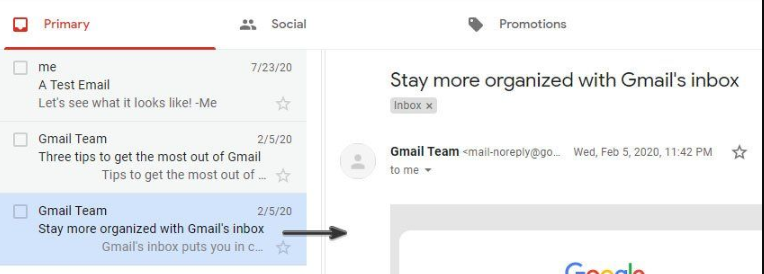 Primary
Social
Promotions
me 7/23/20
A Test Email
Let's see what it looks like! -Me
Gmail Team 2/5/20
Three tips to get the most out of Gmail
Tips to get the most out of ...
Gmail Team 2/5/20
Stay more organized with Gmail's inbox
Gmail's inbox puts you in c...
Stay more organized with Gmail's inbox
Inbox x
Gmail Team <mail-noreply@go... Wed, Feb 5, 2020, 11:42 PM
to me
Google